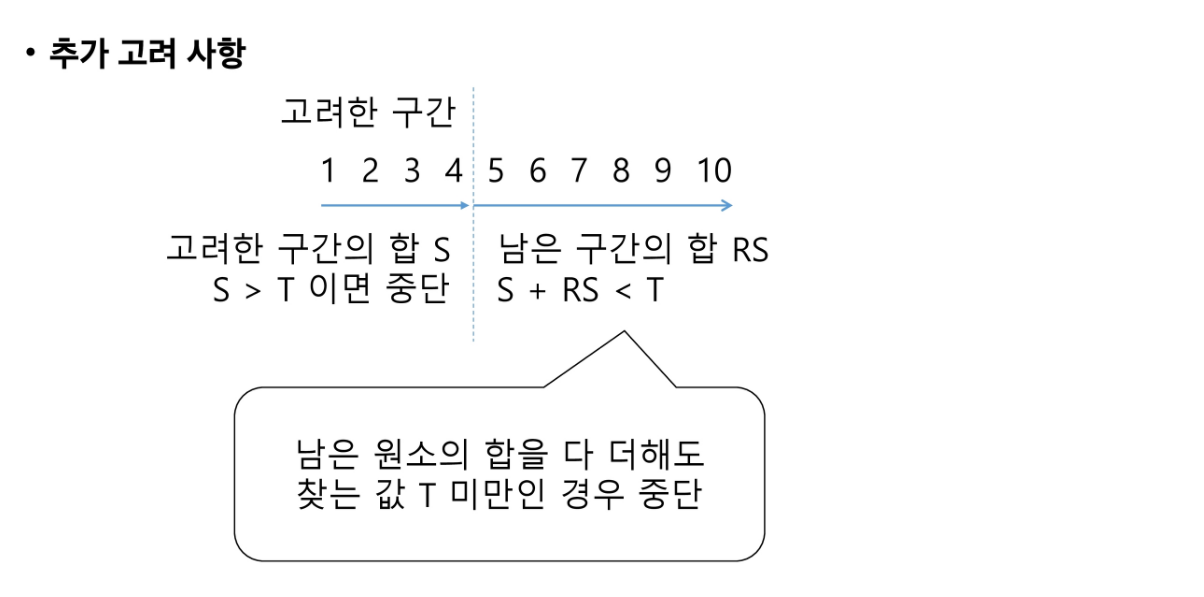 • 추가 고려 사항
고려한 구간
1 2 3 4 5 6 7 8 9 10
고려한 구간의 합 S
S > T 이면 중단
남은 구간의 합 RS
S + RS < T
남은 원소의 합을 다 더해도
찾는 값 T 미만인 경우 중단